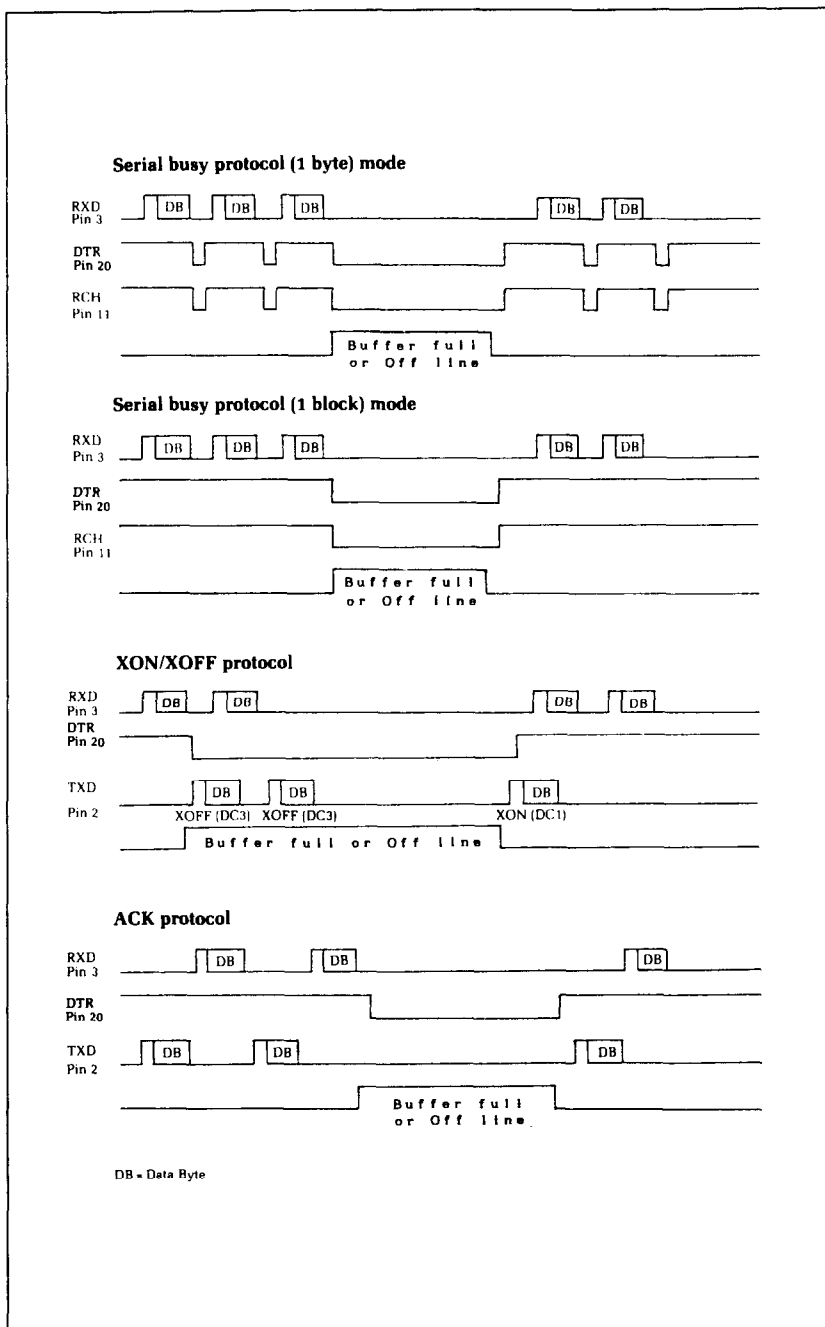 Serial busy protocol (1 byte) mode
RXD
Pin 3
DB DB DB DB DB
DTR
Pin 20
RCH
Pin 11
Buffer full
or Off line
Serial busy protocol (1 block) mode
RXD
Pin 3
DB DB DB DB DB
DTR
Pin 20
RCH
Pin 11
Buffer full
or Off line
XON/XOFF protocol
RXD
Pin 3
DB DB DB DB
DTR
Pin 20
TXD
Pin 2
DB DB DB
XOFF (DC3) XOFF (DC3) XON (DC1)
Buffer full or Off line
ACK protocol
RXD
Pin 3
DB DB DB
DTR
Pin 20
TXD
Pin 2
DB DB DB
Buffer full
or Off line
DB = Data Byte